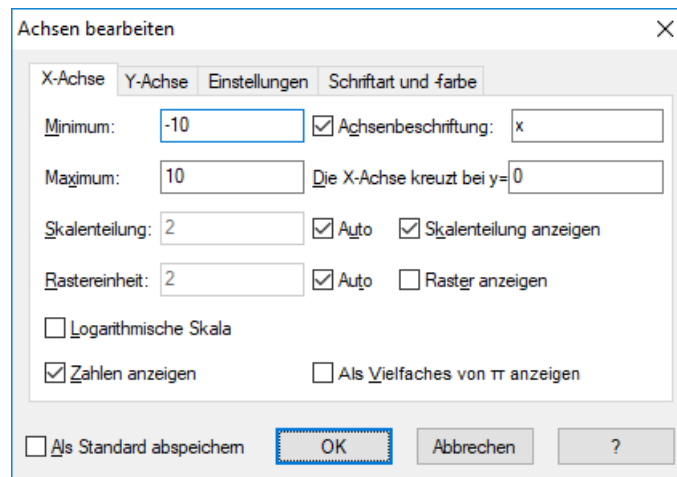 Achsen bearbeiten
X-Achse Y-Achse Einstellungen Schriftart und -farbe
Minimum: -10 Achsenbeschriftung: x
Maximum: 10 Die X-Achse kreuzt bei y= 0
Skalenteilung: 2 Auto Skalenteilung anzeigen
Rastereinheit: 2 Auto Raster anzeigen
Logarithmische Skala
Zahlen anzeigen Als Vielfaches von π anzeigen
Als Standard abspeichern OK Abbrechen ?